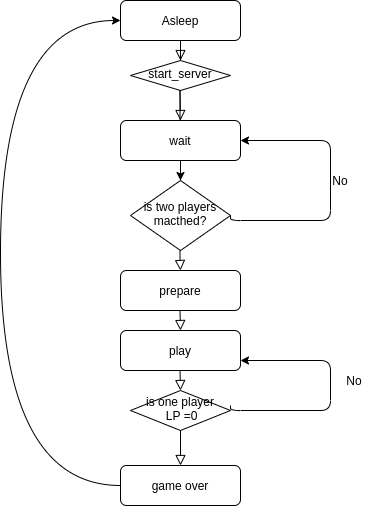 Asleep
start_server
wait
No
is two players
macthed?
prepare
play
No
is one player
LP =0
game over